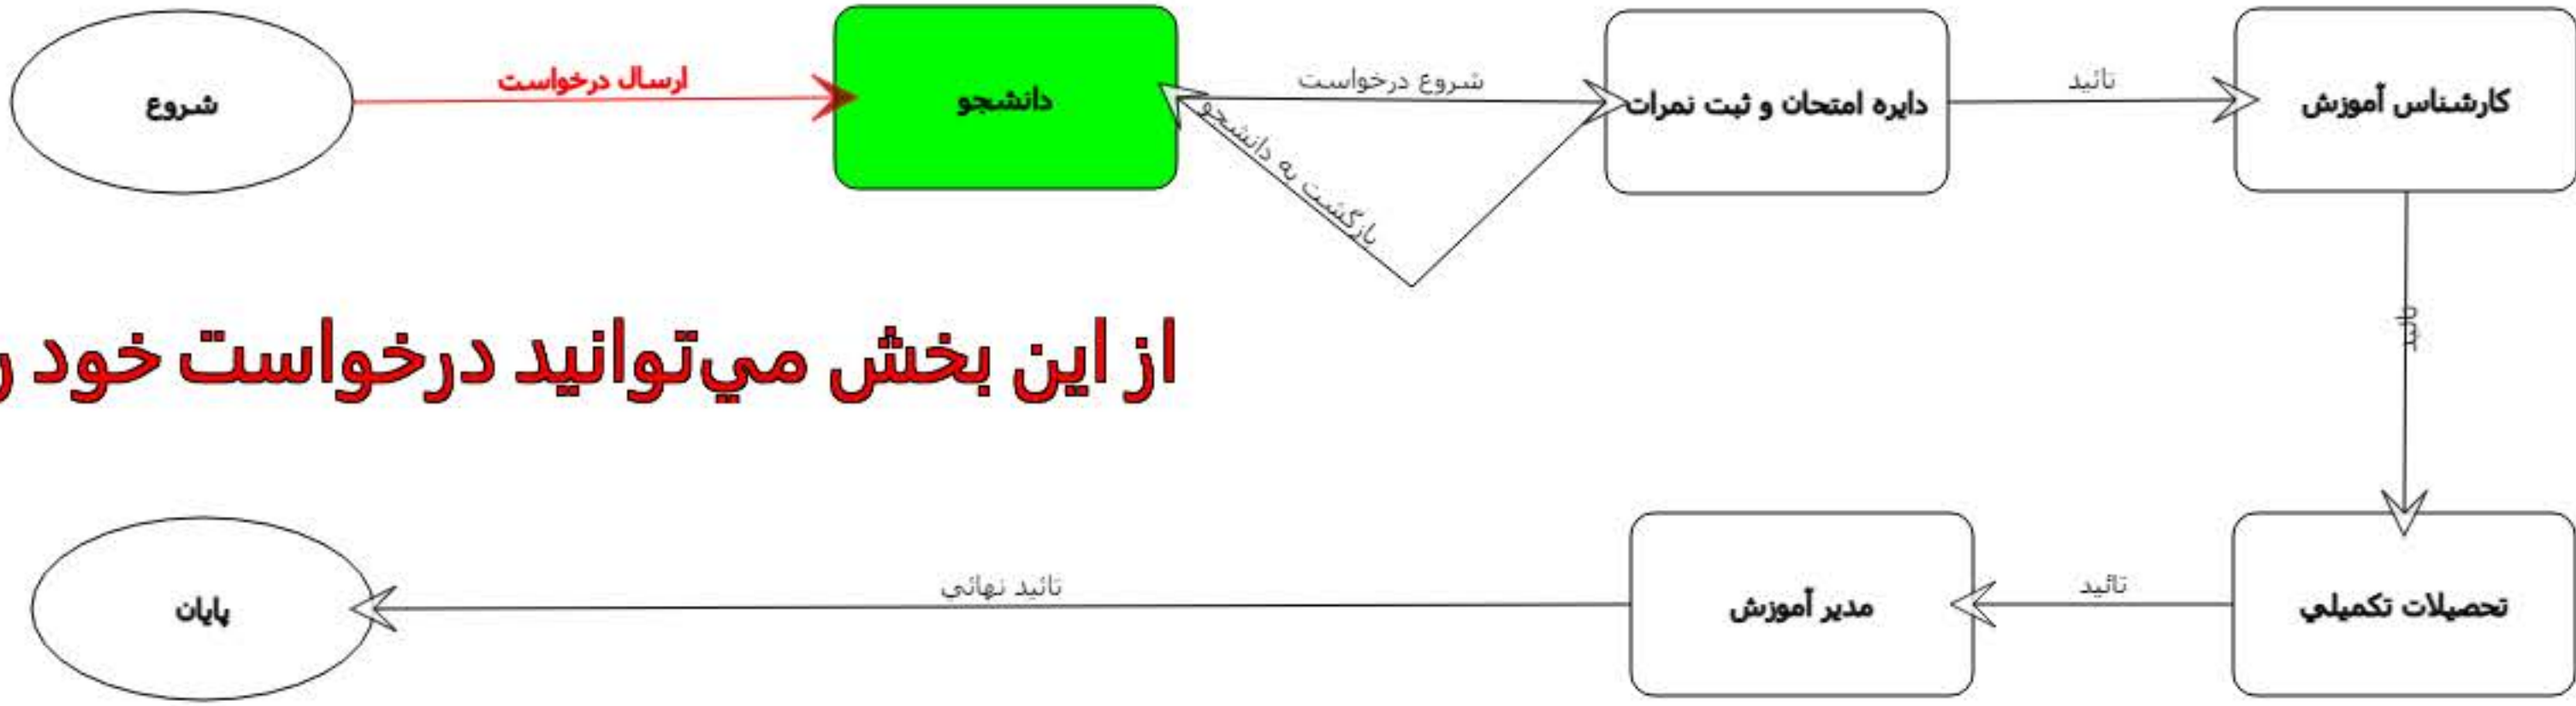 شروع
ارسال درخواست
دانشجو
شروع درخواست
بازگشت به دانشجو
دایره امتحان و ثبت نمرات
تائید
کارشناس آموزش
تائید
از این بخش مي‌توانید درخواست خود
تحصیلات تکمیلي
تائید
مدیر آموزش
تائید نهائی
پایان